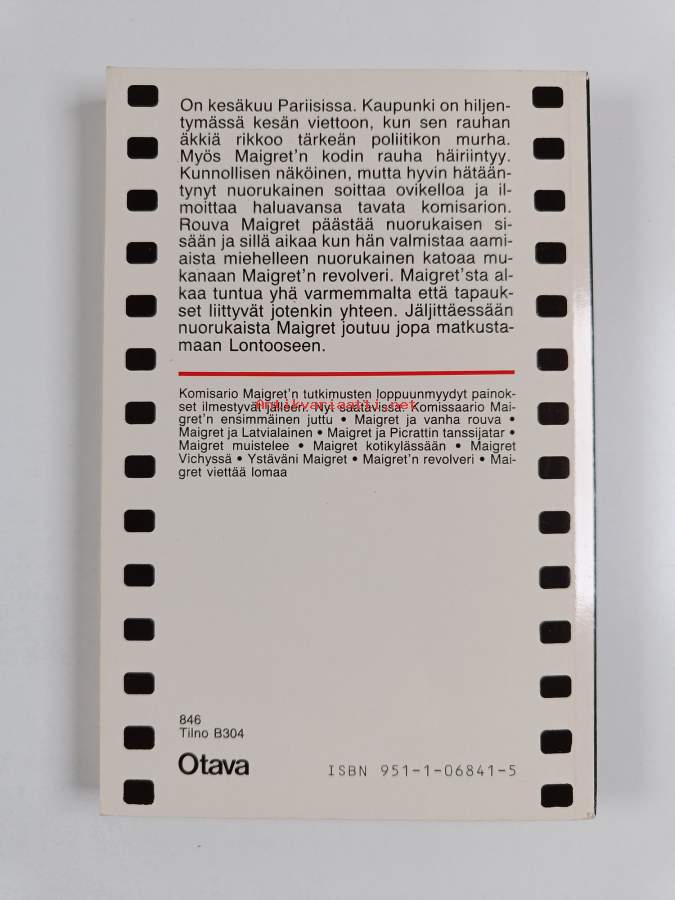 On kesäkuu Pariisissa. Kaupunki on hiljen-
tymässä kesän viettoon, kun sen rauhan
äkkiä rikkoo tärkeän poliitikon murha.
Myös Maigret'n kodin rauha häiriintyy.
Kunnollisen näköinen, mutta hyvin hätään-
tynyt nuorukainen soittaa ovikelloa ja il-
moittaa haluavansa tavata komisarion.
Rouva Maigret päästää nuorukaisen si-
sään ja sillä aikaa kun hän valmistaa aami-
aista miehelleen nuorukainen katoaa mu-
kanaan Maigret'n revolveri. Maigret'sta al-
kaa tuntua yhä varmemmalta että tapauk-
set liittyvät jotenkin yhteen. Jäljittäessään
nuorukaista Maigret joutuu jopa matkusta-
maan Lontooseen.
Komisario Maigret'n tutkimusten loppuunmyydyt painok-
set ilmestyvät jälleen. Nyt saatavissa: Komissaario Mai-
Antikvariaatti.net
gret'n ensimmäinen juttu • Maigret ja vanha rouva •
Maigret ja Latvialainen • Maigret ja Picrattin tanssijatar •
Maigret muistelee • Maigret kotikylässään • Maigret
Vichyssä • Ystäväni Maigret • Maigret'n revolveri • Mai-
gret viettää lomaa
846
Tilno B304
Otava
ISBN 951-1-06841-5